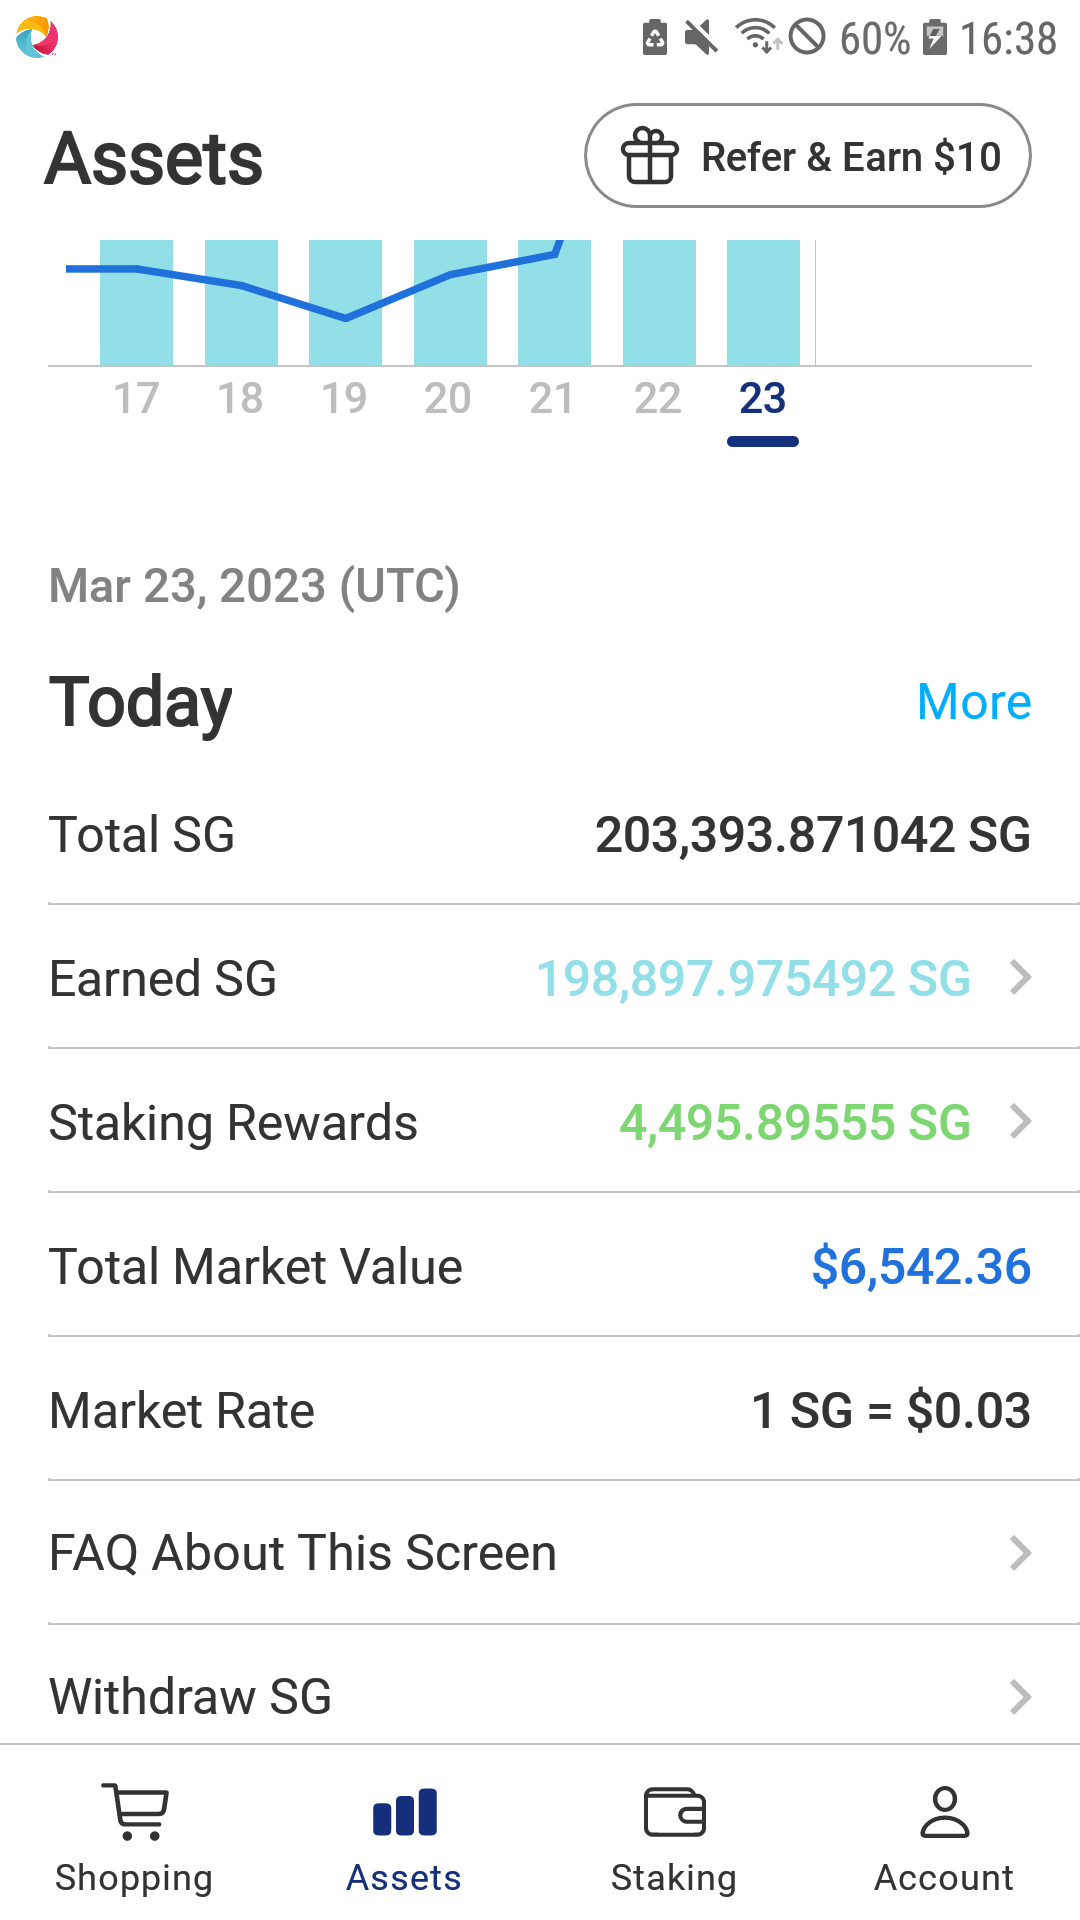 60% 16:38
Assets
Refer & Earn $10
17 18 19 20 21 22 23
Mar 23, 2023 (UTC)
Today More
Total SG 203,393.871042 SG
Earned SG 198,897.975492 SG
Staking Rewards 4,495.89555 SG
Total Market Value $6,542.36
Market Rate 1 SG = $0.03
FAQ About This Screen
Withdraw SG
Shopping Assets Staking Account